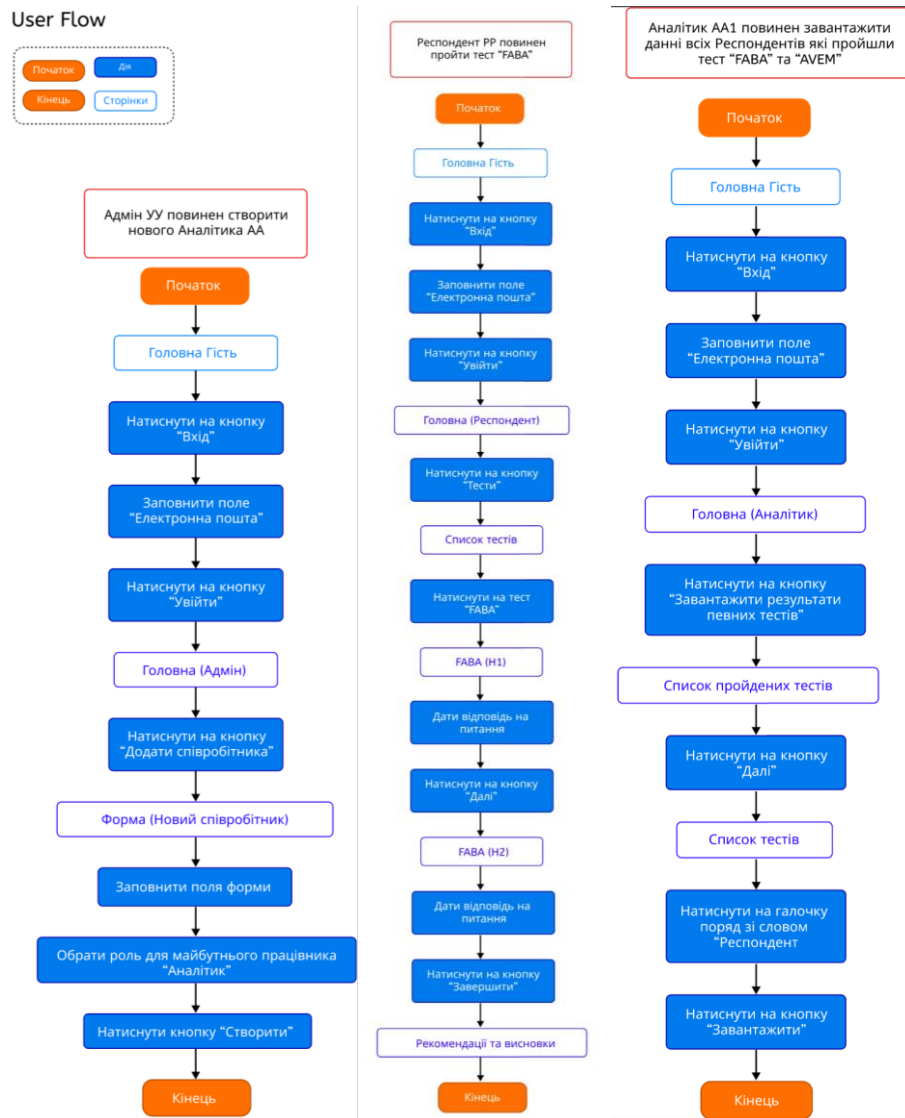 User Flow
Початок
Дія
Кінець
Сторінки
Адмін УУ повинен створити
нового Аналітика АА
Початок
Головна Гість
Натиснути на кнопку
“Вхід”
Заповнити поле
“Електронна пошта”
Натиснути на кнопку
“Увійти”
Головна (Адмін)
Натиснути на кнопку
“Додати співробітника”
Форма (Новий співробітник)
Заповнити поля форми
Обрати роль для майбутнього працівника
“Аналітик”
Натиснути кнопку “Створити”
Кінець
Респондент РР повинен
пройти тест “FABA”
Початок
Головна Гість
Натиснути на кнопку
“Вхід”
Заповнити поле
“Електронна пошта”
Натиснути на кнопку
“Увійти”
Головна (Респондент)
Натиснути на кнопку
“Тести”
Список тестів
Натиснути на тест
“FABA”
FABA (H1)
Дати відповідь на
питання
Натиснути на кнопку
“Далі”
FABA (H2)
Дати відповідь на
питання
Натиснути на кнопку
“Завершити”
Рекомендації та висновки
Кінець
Аналітик АА1 повинен завантажити
данні всіх Респондентів які пройшли
тест “FABA” та “AVEM”
Початок
Головна Гість
Натиснути на кнопку
“Вхід”
Заповнити поле
“Електронна пошта”
Натиснути на кнопку
“Увійти”
Головна (Аналітик)
Натиснути на кнопку
“Завантажити результати
певних тестів”
Список пройдених тестів
Натиснути на кнопку
“Далі”
Список тестів
Натиснути на галочку
поряд зі словом
“Респондент
Натиснути на кнопку
“Завантажити”
Кінець